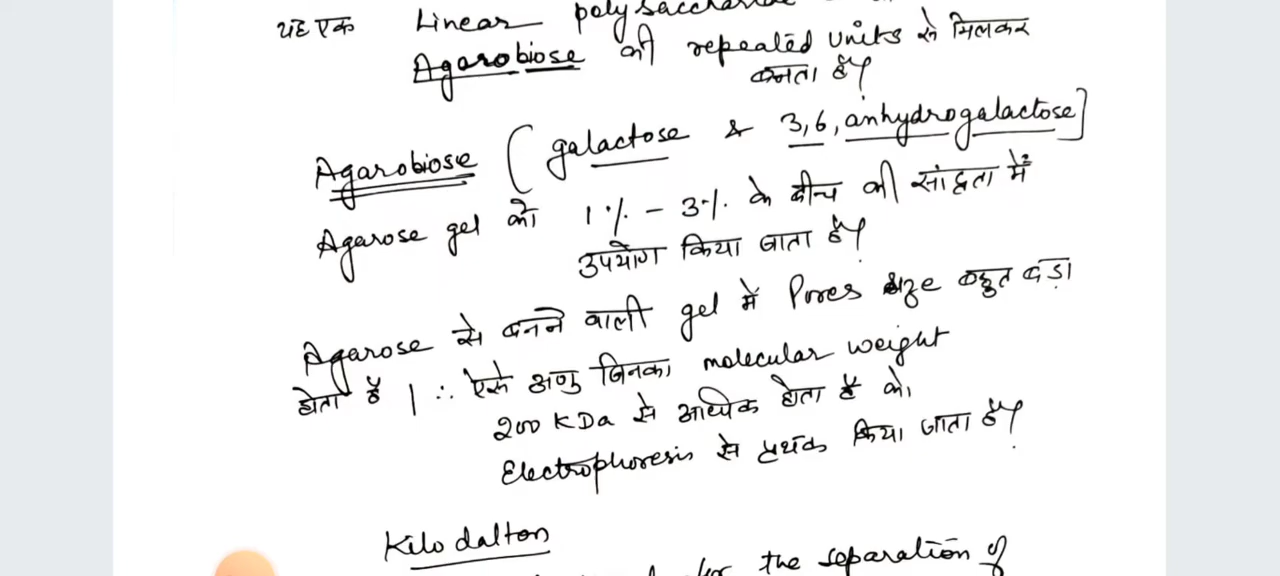 यह एक Linear polysaccharide
Agarobiose की repeated units से मिलकर
बनता है
Agarobiose ( galactose & 3,6, anhydrogalactose ]
Agarose gel को 1% - 3% के बीच की सांद्रता में
उपयोग किया जाता है
Agarose से बनने वाली gel में Pores size बहुत बड़ा
होता है | ∴ ऐसे अणु जिनका molecular weight
200 KDa से अधिक होता है को,
Electrophoresis से पृथक किया जाता है
Kilo dalton
the separation of